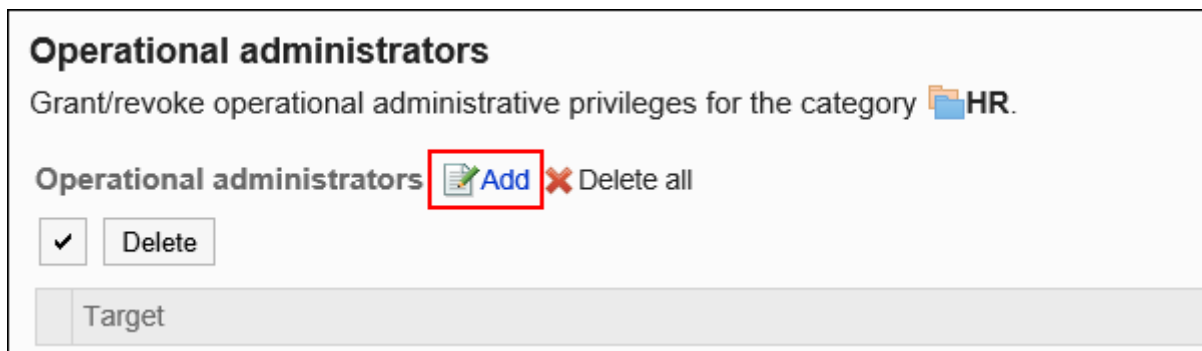 Operational administrators
Grant/revoke operational administrative privileges for the category HR.
Operational administrators Add Delete all
Delete
Target